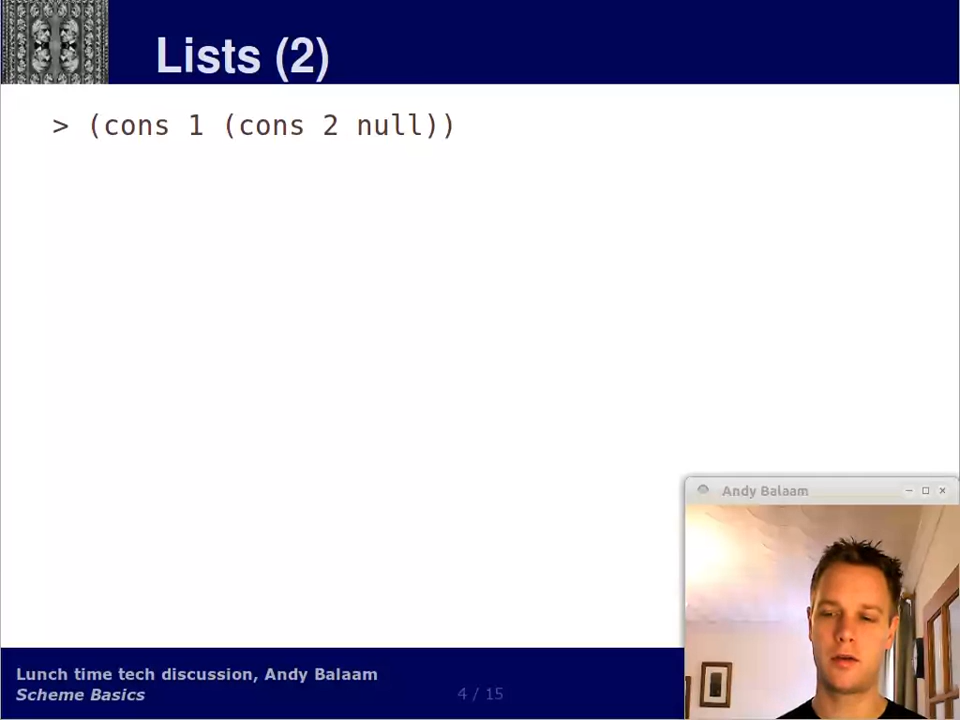 Lists (2)
> (cons 1 (cons 2 null))
Andy Balaam
Lunch time tech discussion, Andy Balaam
Scheme Basics
4 / 15